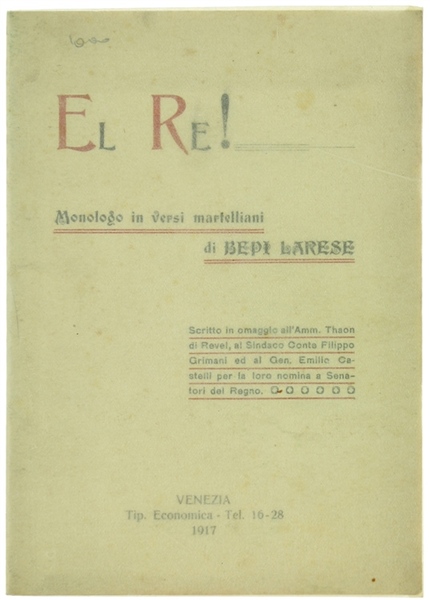 El Re!
Monologo in versi martelliani
di BEPI LARESE
Scritto in omaggio all'Amm. Thaon
di Revel, al Sindaco Conte Filippo
Grimani ed al Gen. Emilio Ca-
stelli per la loro nomina a Sena-
tori del Regno.
VENEZIA
Tip. Economica - Tel. 16-28
1917